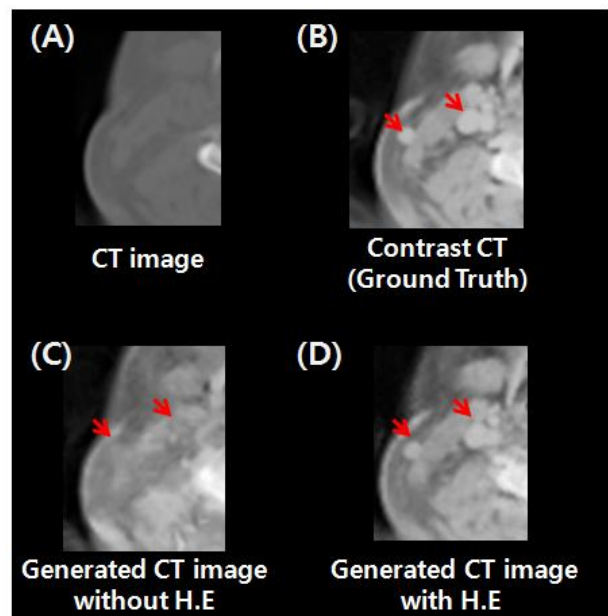 (A)
(B)
CT image
Contrast CT
(Ground Truth)
(C)
(D)
Generated CT image
without H.E
Generated CT image
with H.E